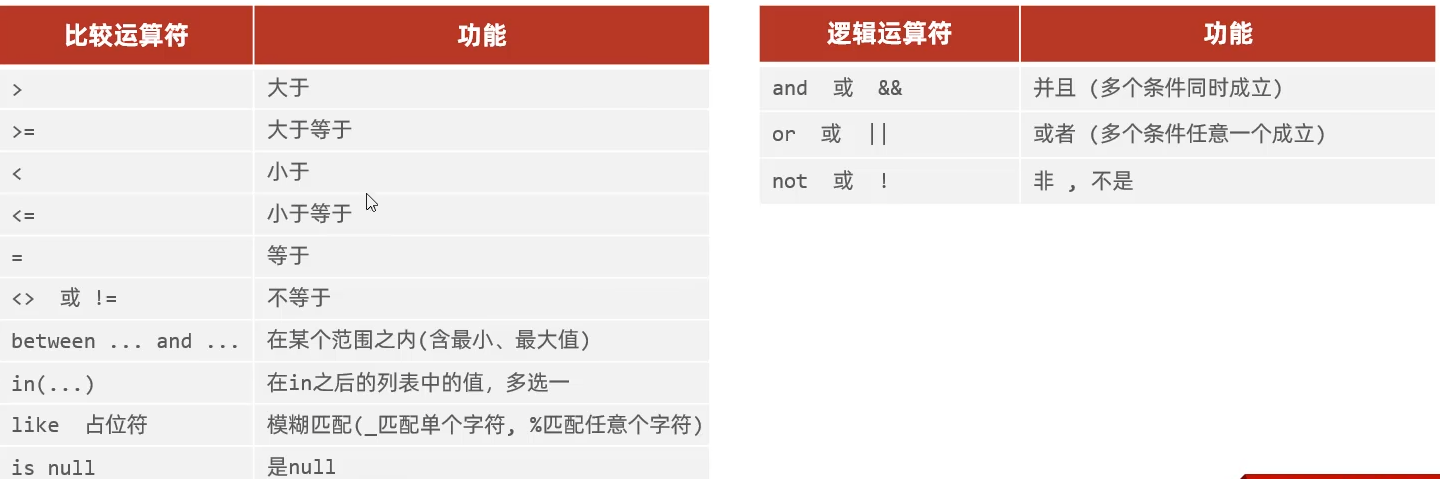 比较运算符 功能
> 大于
>= 大于等于
< 小于
<= 小于等于
= 等于
<> 或 != 不等于
between ... and ... 在某个范围之内(含最小、最大值)
in(...) 在in之后的列表中的值，多选一
like 占位符 模糊匹配(_匹配单个字符, %匹配任意个字符)
is null 是null
逻辑运算符 功能
and 或 && 并且 (多个条件同时成立)
or 或 || 或者 (多个条件任意一个成立)
not 或 ! 非 , 不是